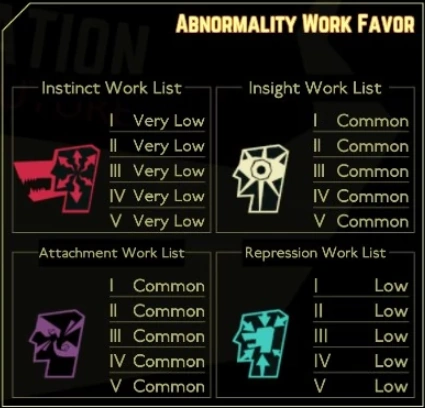 ABNORMALITY WORK FAVOR
Instinct Work List
I Very Low
II Very Low
III Very Low
IV Very Low
V Very Low
Insight Work List
I Common
II Common
III Common
IV Common
V Common
Attachment Work List
I Common
II Common
III Common
IV Common
V Common
Repression Work List
I Low
II Low
III Low
IV Low
V Low